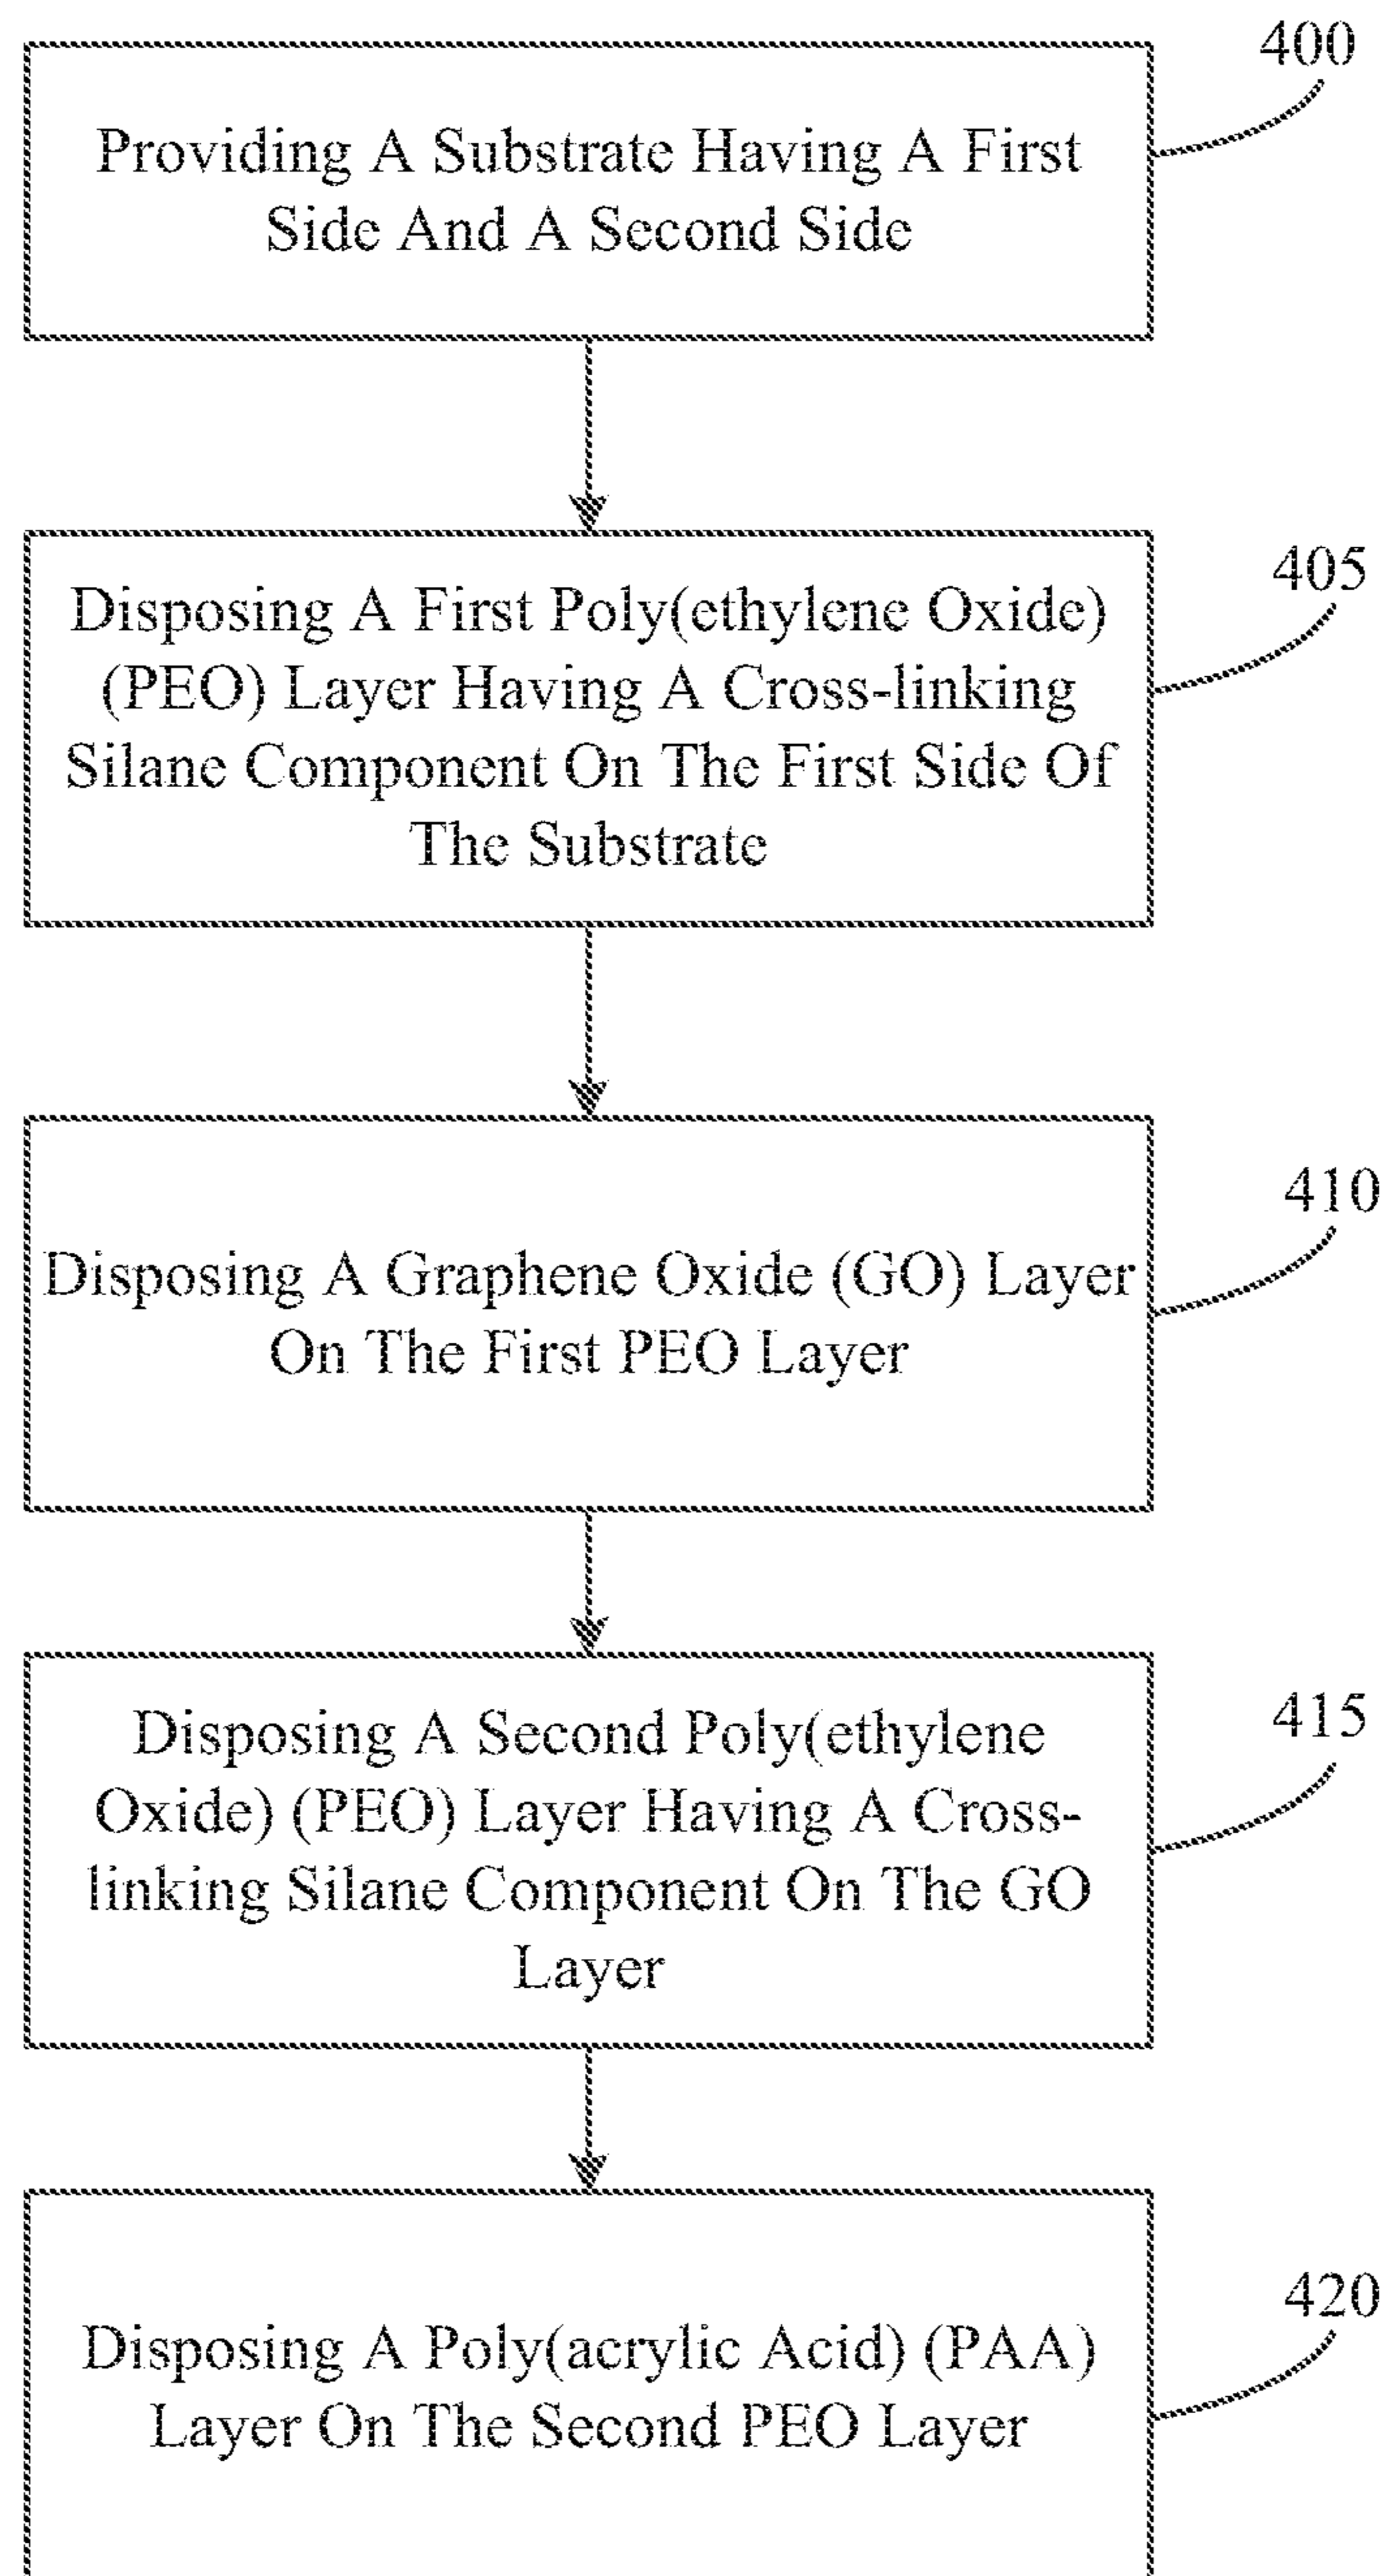 400
Providing A Substrate Having A First
Side And A Second Side
405
Disposing A First Poly(ethylene Oxide)
(PEO) Layer Having A Cross-linking
Silane Component On The First Side Of
The Substrate
410
Disposing A Graphene Oxide (GO) Layer
On The First PEO Layer
415
Disposing A Second Poly(ethylene
Oxide) (PEO) Layer Having A Cross-
linking Silane Component On The GO
Layer
420
Disposing A Poly(acrylic Acid) (PAA)
Layer On The Second PEO Layer